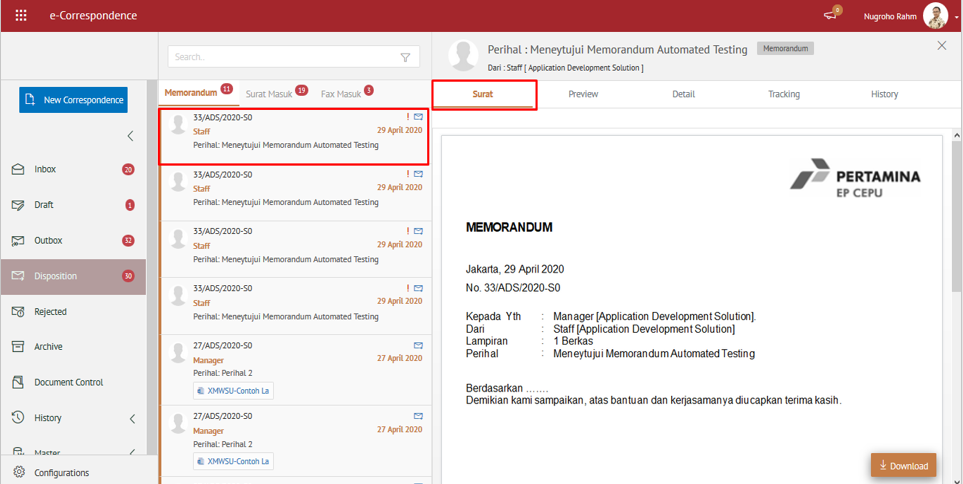 e-Correspondence
0
Nugroho Rahm
New Correspondence
Inbox 20
Draft 1
Outbox 32
Disposition 30
Rejected
Archive
Document Control
History
Master
Configurations
Search..
Memorandum 11 Surat Masuk 19 Fax Masuk 3
33/ADS/2020-S0
Staff 29 April 2020
Perihal: Meneytujui Memorandum Automated Testing
33/ADS/2020-S0
Staff 29 April 2020
Perihal: Meneytujui Memorandum Automated Testing
33/ADS/2020-S0
Staff 29 April 2020
Perihal: Meneytujui Memorandum Automated Testing
33/ADS/2020-S0
Staff 29 April 2020
Perihal: Meneytujui Memorandum Automated Testing
27/ADS/2020-S0
Manager 27 April 2020
Perihal: Perihal 2
XMWSU-Contoh La
27/ADS/2020-S0
Manager 27 April 2020
Perihal: Perihal 2
XMWSU-Contoh La
Perihal : Meneytujui Memorandum Automated Testing Memorandum
Dari : Staff [ Application Development Solution ]
Surat Preview Detail Tracking History
PERTAMINA
EP CEPU
MEMORANDUM
Jakarta, 29 April 2020
No. 33/ADS/2020-S0
Kepada Yth : Manager [Application Development Solution].
Dari : Staff [Application Development Solution]
Lampiran : 1 Berkas
Perihal : Meneytujui Memorandum Automated Testing
Berdasarkan .......
Demikian kami sampaikan, atas bantuan dan kerjasamanya diucapkan terima kasih.
Download